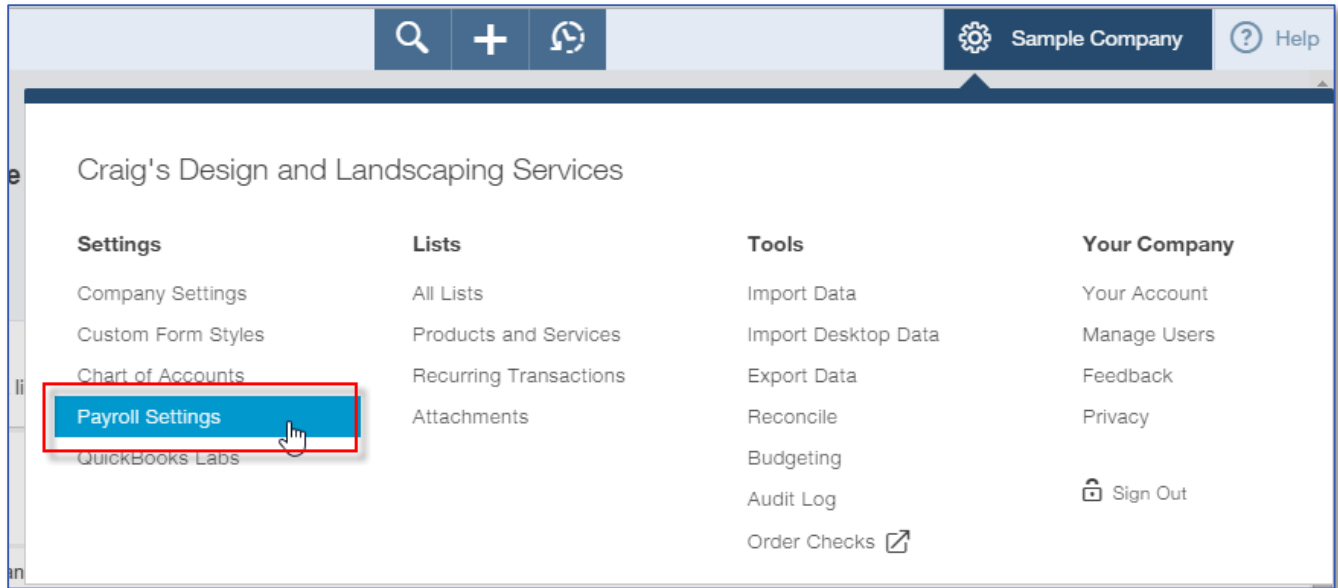 Sample Company
Help
Craig's Design and Landscaping Services
Settings
Company Settings
Custom Form Styles
Chart of Accounts
Payroll Settings
QuickBooks Labs
Lists
All Lists
Products and Services
Recurring Transactions
Attachments
Tools
Import Data
Import Desktop Data
Export Data
Reconcile
Budgeting
Audit Log
Order Checks
Your Company
Your Account
Manage Users
Feedback
Privacy
Sign Out
e
li
an